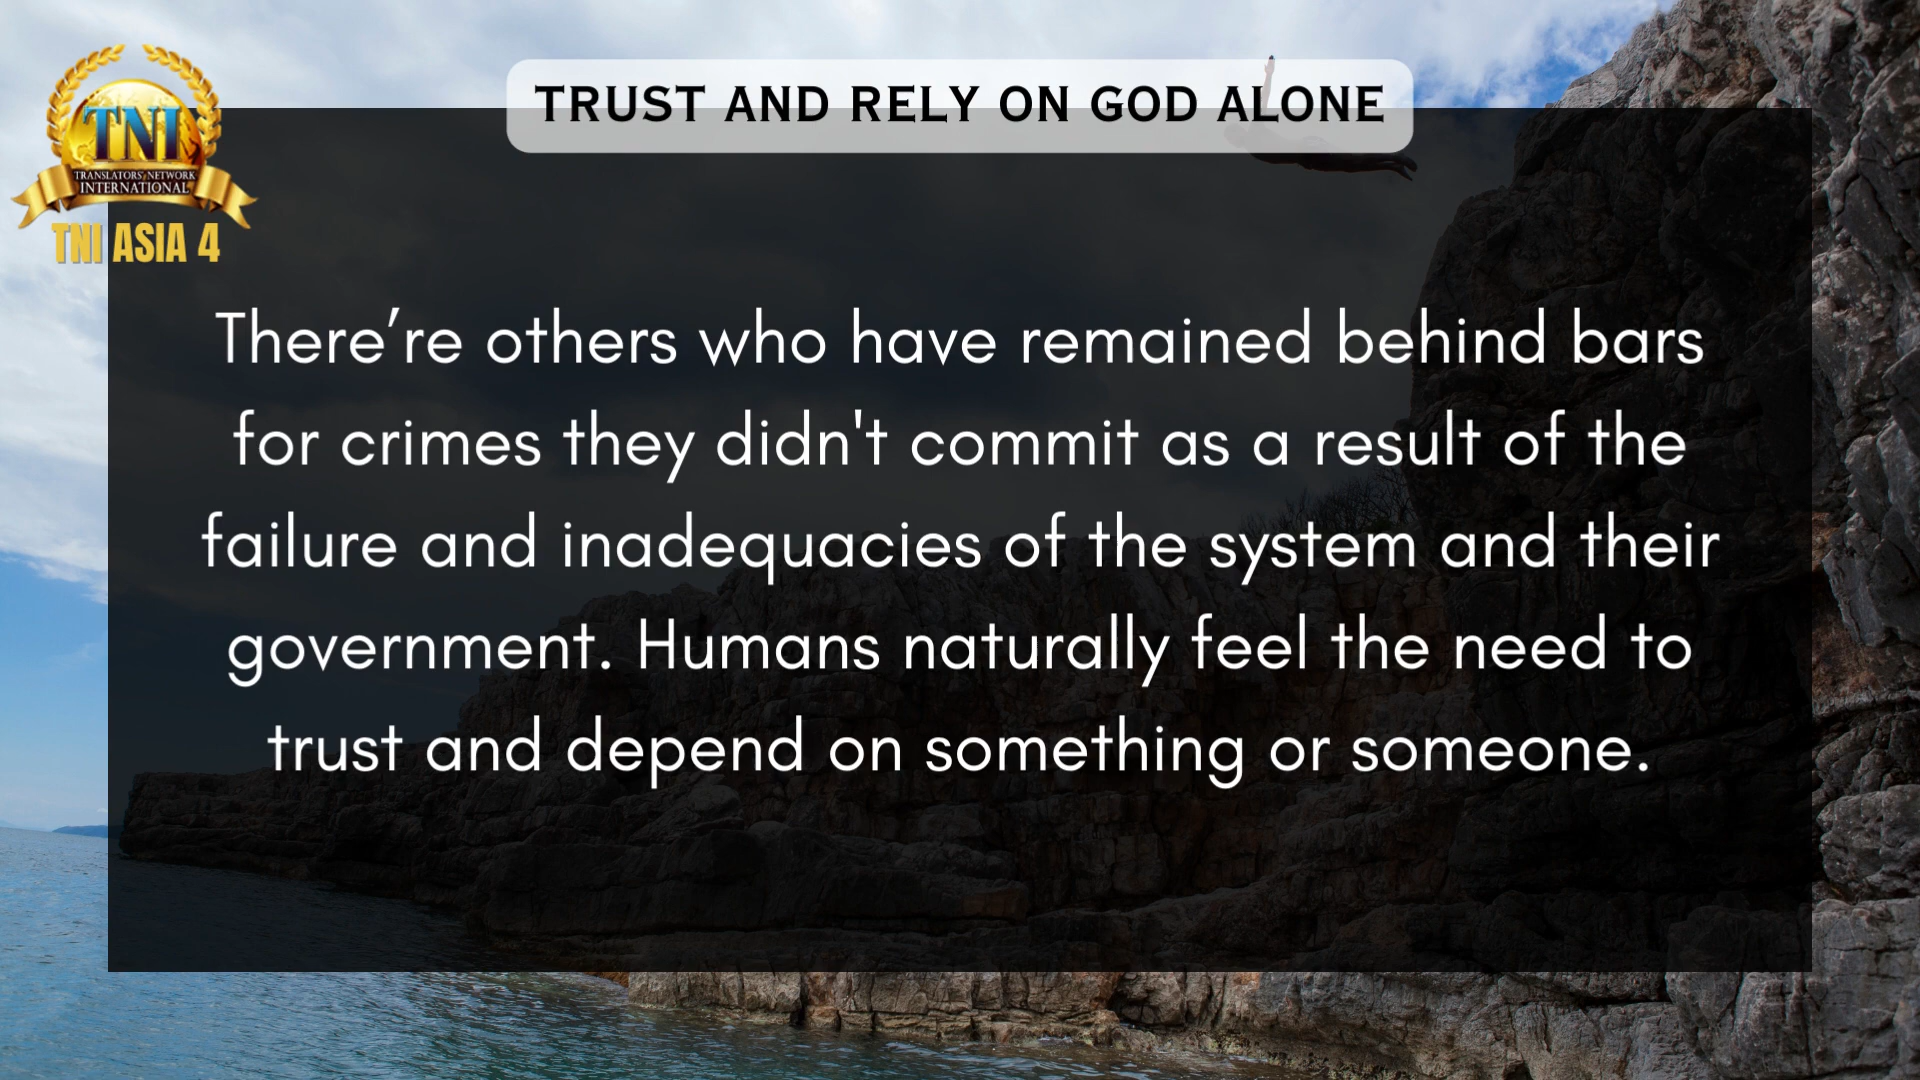 TNI
TRANSLATORS' NETWORK
INTERNATIONAL
TNI ASIA 4
TRUST AND RELY ON GOD ALONE
There’re others who have remained behind bars
for crimes they didn't commit as a result of the
failure and inadequacies of the system and their
government. Humans naturally feel the need to
trust and depend on something or someone.